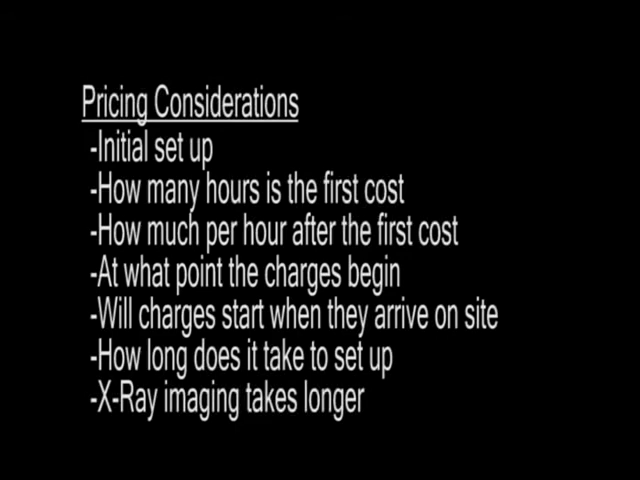 Pricing Considerations
-Initial set up
-How many hours is the first cost
-How much per hour after the first cost
-At what point the charges begin
-Will charges start when they arrive on site
-How long does it take to set up
-X-Ray imaging takes longer